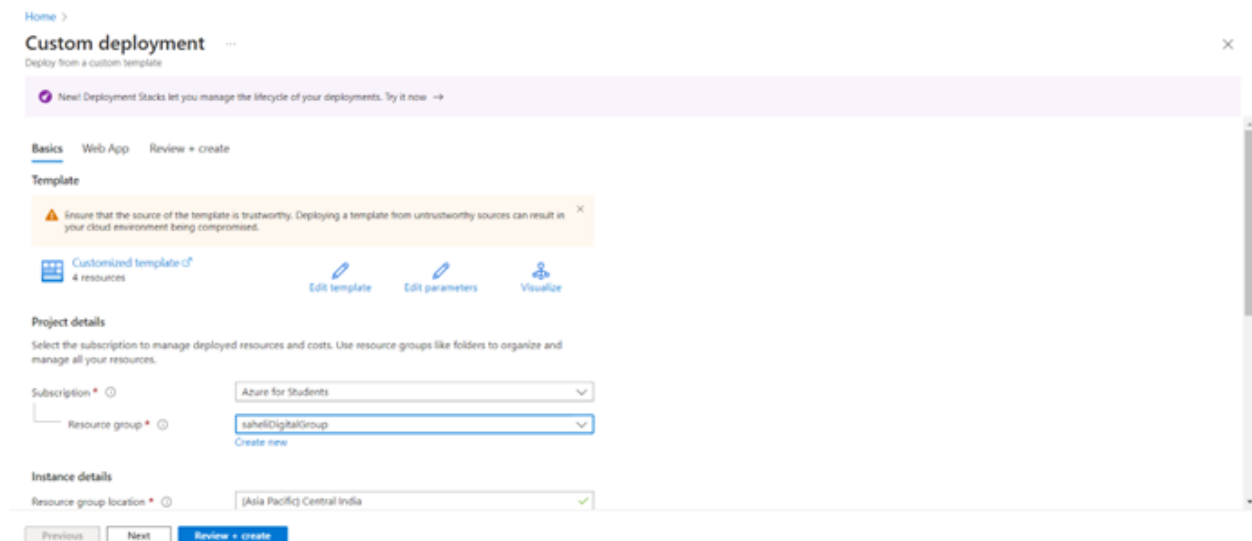 Home >
Custom deployment ...
Deploy from a custom template
New! Deployment Stacks let you manage the lifecycle of your deployments. Try it now →
Basics Web App Review + create
Template
Ensure that the source of the template is trustworthy. Deploying a template from untrustworthy sources can result in
your cloud environment being compromised.
Customized template
4 resources
Edit template Edit parameters Visualize
Project details
Select the subscription to manage deployed resources and costs. Use resource groups like folders to organize and
manage all your resources.
Subscription * Azure for Students
Resource group * saheliDigitalGroup
Create new
Instance details
Resource group location * (Asia Pacific) Central India
Previous Next Review + create